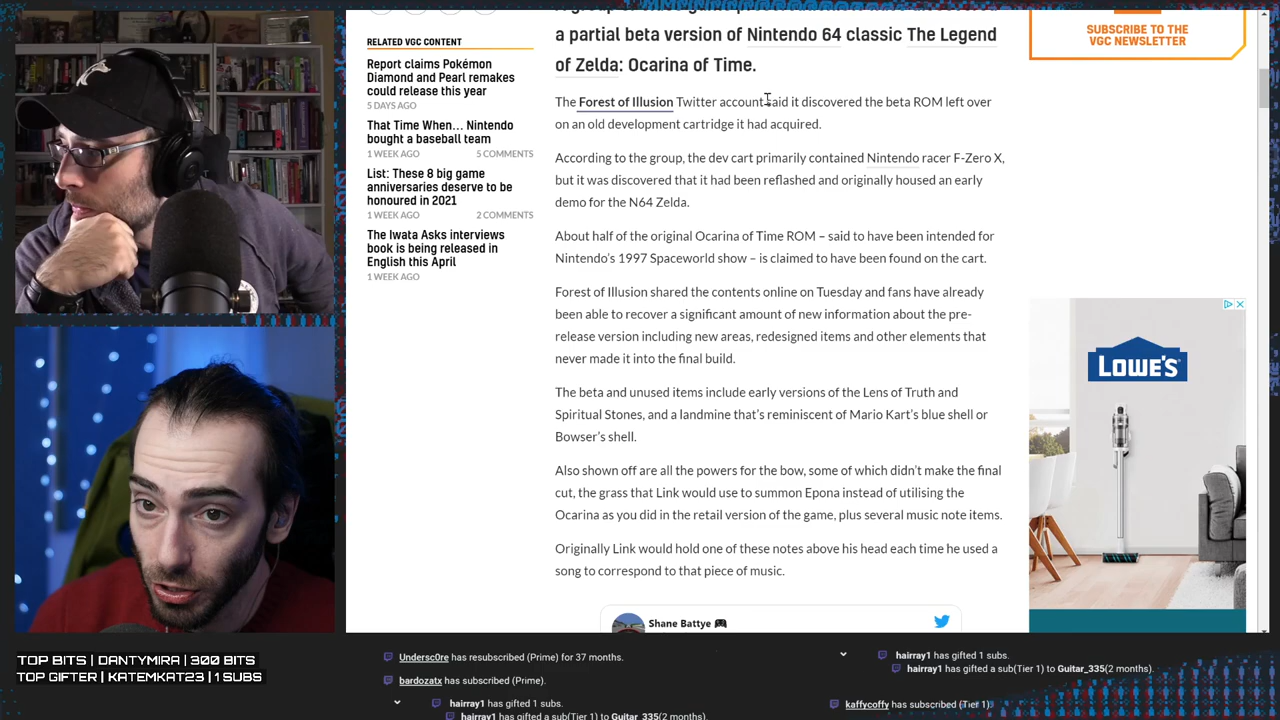 RELATED VGC CONTENT
Report claims Pokémon
Diamond and Pearl remakes
could release this year
5 DAYS AGO
That Time When… Nintendo
bought a baseball team
1 WEEK AGO 5 COMMENTS
List: These 8 big game
anniversaries deserve to be
honoured in 2021
1 WEEK AGO 2 COMMENTS
The Iwata Asks interviews
book is being released in
English this April
1 WEEK AGO
a partial beta version of Nintendo 64 classic The Legend
of Zelda: Ocarina of Time.
The Forest of Illusion Twitter account said it discovered the beta ROM left over
on an old development cartridge it had acquired.
According to the group, the dev cart primarily contained Nintendo racer F-Zero X,
but it was discovered that it had been reflashed and originally housed an early
demo for the N64 Zelda.
About half of the original Ocarina of Time ROM – said to have been intended for
Nintendo's 1997 Spaceworld show – is claimed to have been found on the cart.
Forest of Illusion shared the contents online on Tuesday and fans have already
been able to recover a significant amount of new information about the pre-
release version including new areas, redesigned items and other elements that
never made it into the final build.
The beta and unused items include early versions of the Lens of Truth and
Spiritual Stones, and a landmine that's reminiscent of Mario Kart's blue shell or
Bowser's shell.
Also shown off are all the powers for the bow, some of which didn't make the final
cut, the grass that Link would use to summon Epona instead of utilising the
Ocarina as you did in the retail version of the game, plus several music note items.
Originally Link would hold one of these notes above his head each time he used a
song to correspond to that piece of music.
Shane Battye
SUBSCRIBE TO THE
VGC NEWSLETTER
LOWE'S
TOP BITS | DANTYMIRA | 300 BITS
TOP GIFTER | KATEMKAT23 | 1 SUBS
Undersc0re has resubscribed (Prime) for 37 months.
bardozatx has subscribed (Prime).
hairray1 has gifted 1 subs.
hairray1 has gifted a sub(Tier 1) to Guitar_335(2 months).
hairray1 has gifted 1 subs.
hairray1 has gifted a sub(Tier 1) to Guitar_335(2 months).
kaffycoffy has subscribed (Tier 1)